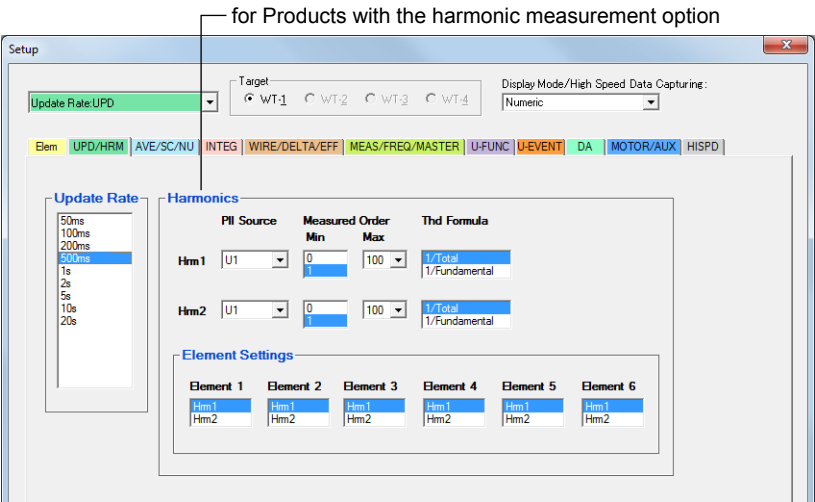 for Products with the harmonic measurement option
Setup
x
Update Rate:UPD
Target
WT-1 WT-2 WT-3 WT-4
Display Mode/High Speed Data Capturing:
Numeric
Elem UPD/HRM AVE/SC/NU INTEG WIRE/DELTA/EFF MEAS/FREQ/MASTER U-FUNC U-EVENT DA MOTOR/AUX HISPD
Update Rate
50ms
100ms
200ms
500ms
1s
2s
5s
10s
20s
Harmonics
Pll Source Measured Order Thd Formula
Min Max
Hrm1 U1 0 100 1/Total
1 1/Fundamental
Hrm2 U1 0 100 1/Total
1 1/Fundamental
Element Settings
Element 1 Element 2 Element 3 Element 4 Element 5 Element 6
Hrm1 Hrm1 Hrm1 Hrm1 Hrm1 Hrm1
Hrm2 Hrm2 Hrm2 Hrm2 Hrm2 Hrm2